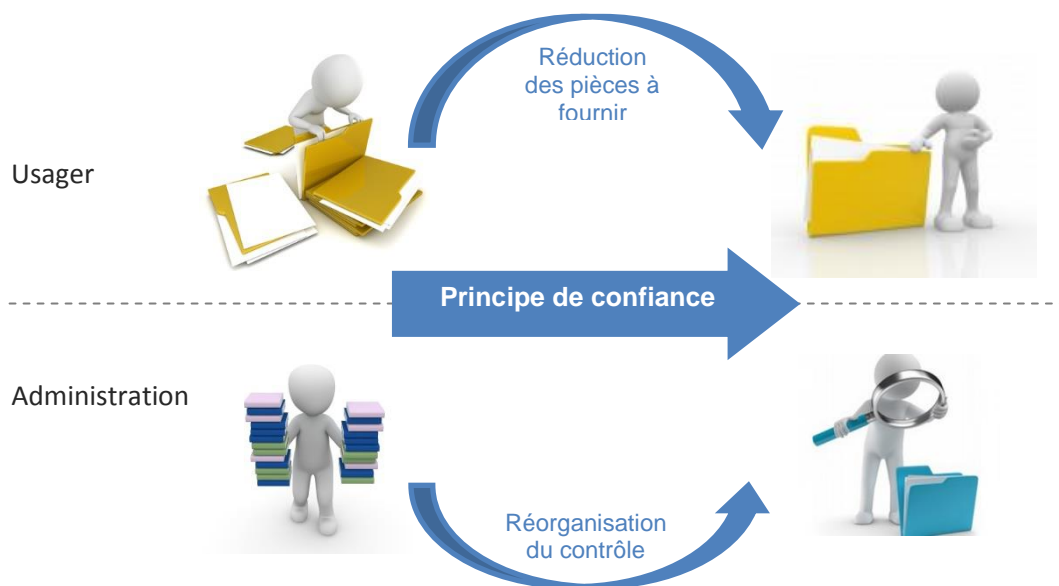 Réduction
des pièces à
fournir
Usager
Principe de confiance
Administration
Réorganisation
du contrôle